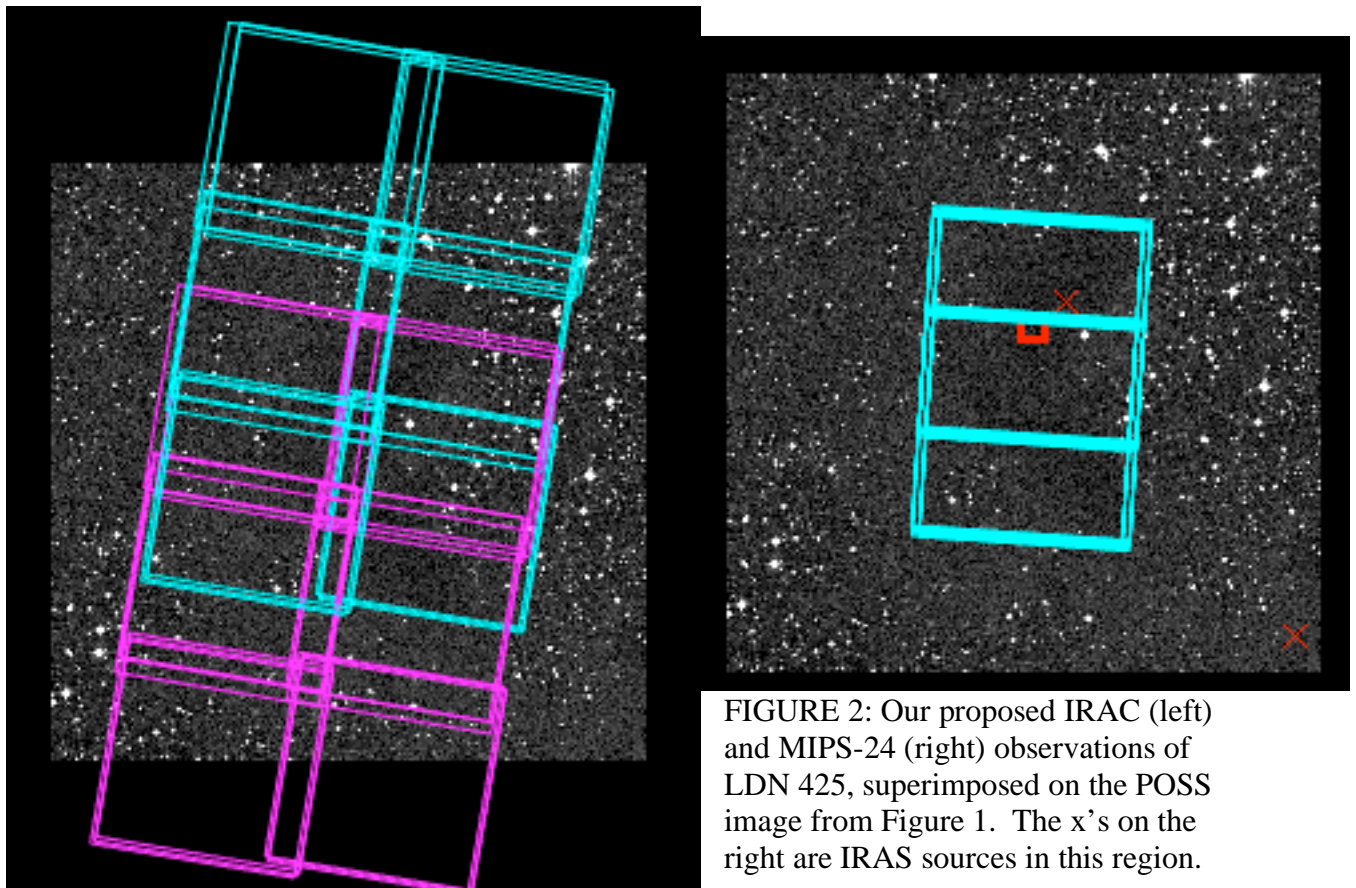 FIGURE 2: Our proposed IRAC (left)
and MIPS-24 (right) observations of
LDN 425, superimposed on the POSS
image from Figure 1.  The x’s on the
right are IRAS sources in this region.